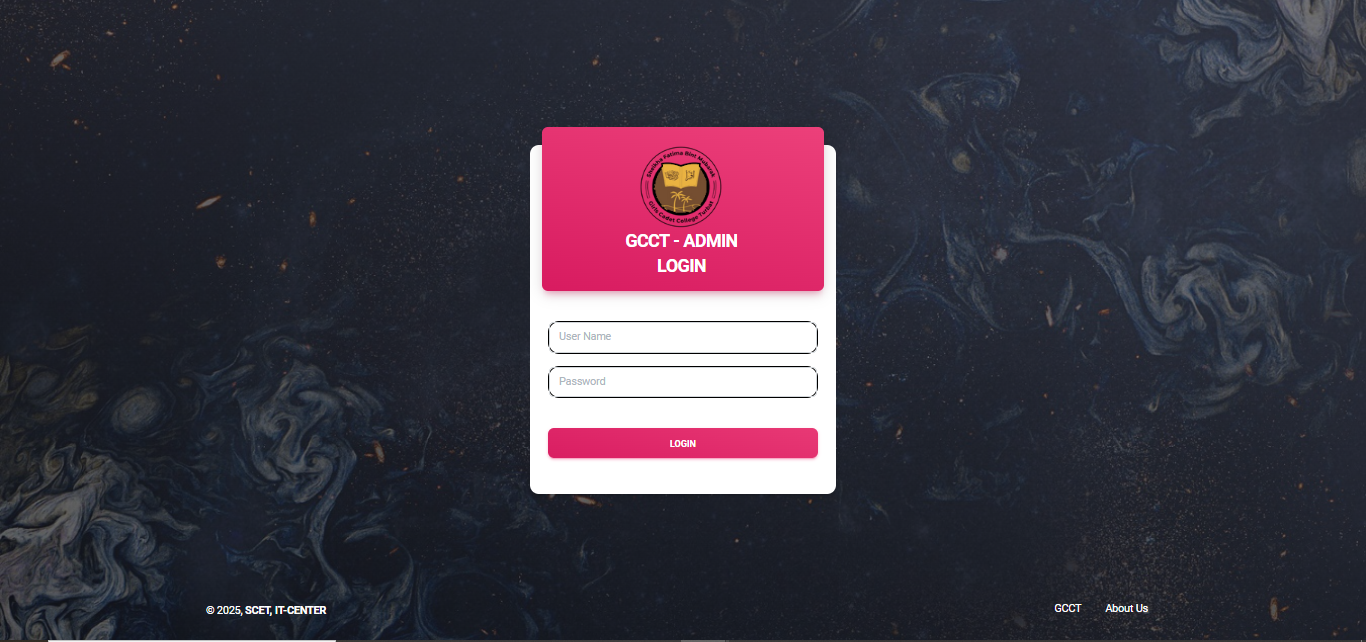 Sheikha Fatima Bint Mubarak
Girls Cadet College Turbat
GCCT - ADMIN
LOGIN
User Name
Password
LOGIN
© 2025, SCET, IT-CENTER
GCCT
About Us